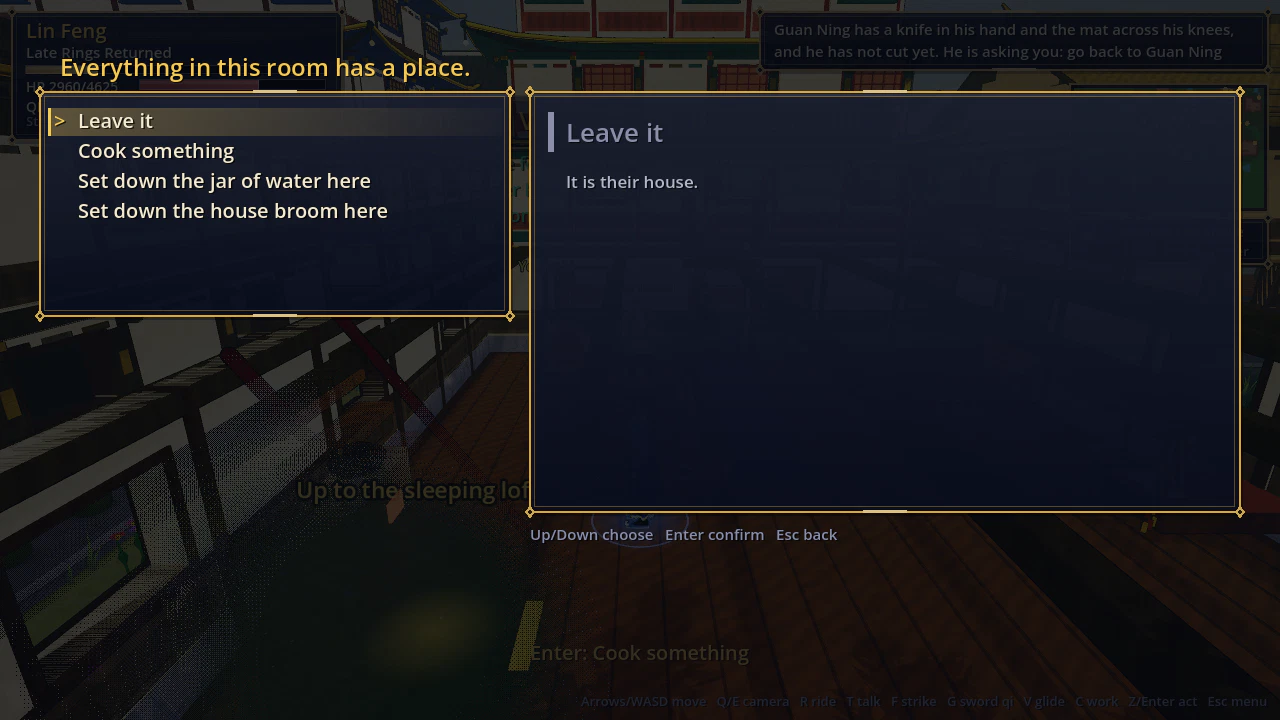 Lin Feng
Late Rings Returned
Everything in this room has a place.
HP 2960/4625
Guan Ning has a knife in his hand and the mat across his knees,
and he has not cut yet. He is asking you: go back to Guan Ning
> Leave it
Cook something
Set down the jar of water here
Set down the house broom here
Leave it
It is their house.
Up to the sleeping lof
Up/Down choose Enter confirm Esc back
Enter: Cook something
Arrows/WASD move Q/E camera R ride T talk F strike G sword qi V glide C work Z/Enter act Esc menu